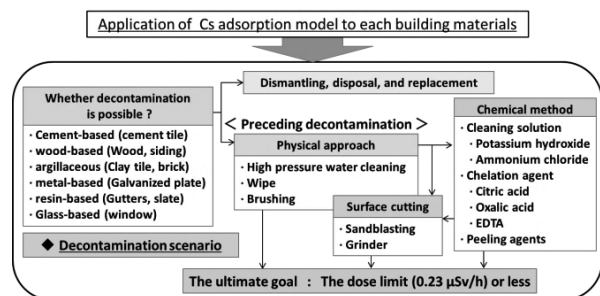 Application of Cs adsorption model to each building materials
Dismantling, disposal, and replacement
Whether decontamination
is possible ?
・Cement-based (cement tile)
・wood-based (Wood, siding)
・argillaceous (Clay tile, brick)
・metal-based (Galvanized plate)
・resin-based (Gutters, slate)
・Glass-based (window)
< Preceding decontamination >
Physical approach
・High pressure water cleaning
・Wipe
・Brushing
Chemical method
・Cleaning solution
・Potassium hydroxide
・Ammonium chloride
・Chelation agent
・Citric acid
・Oxalic acid
・EDTA
・Peeling agents
Surface cutting
・Sandblasting
・Grinder
◆ Decontamination scenario
The ultimate goal : The dose limit (0.23 μSv/h) or less